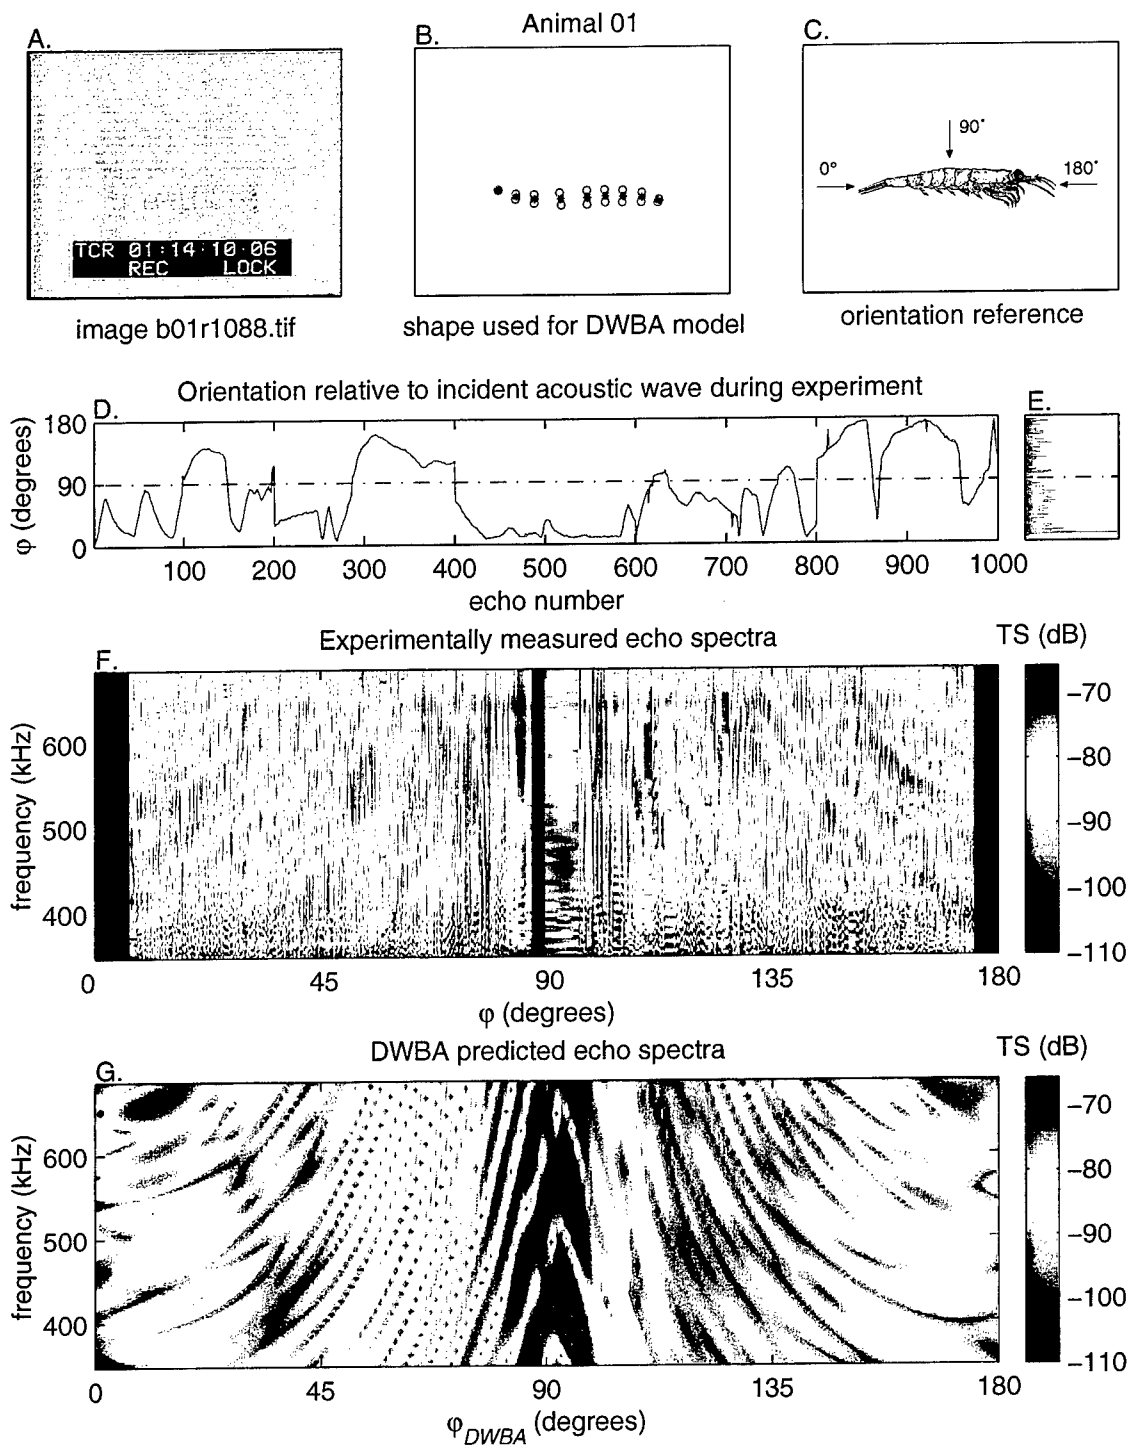 Animal 01
A.
B.
C.
TCR 01:14:10:06
REC LOCK
0°
90°
180°
image b01r1088.tif
shape used for DWBA model
orientation reference
Orientation relative to incident acoustic wave during experiment
D.
E.
φ (degrees)
180
90
0
100 200 300 400 500 600 700 800 900 1000
echo number
Experimentally measured echo spectra
TS (dB)
F.
frequency (kHz)
600
500
400
-70
-80
-90
-100
-110
0 45 90 135 180
φ (degrees)
DWBA predicted echo spectra
TS (dB)
G.
frequency (kHz)
600
500
400
-70
-80
-90
-100
-110
0 45 90 135 180
φDWBA (degrees)